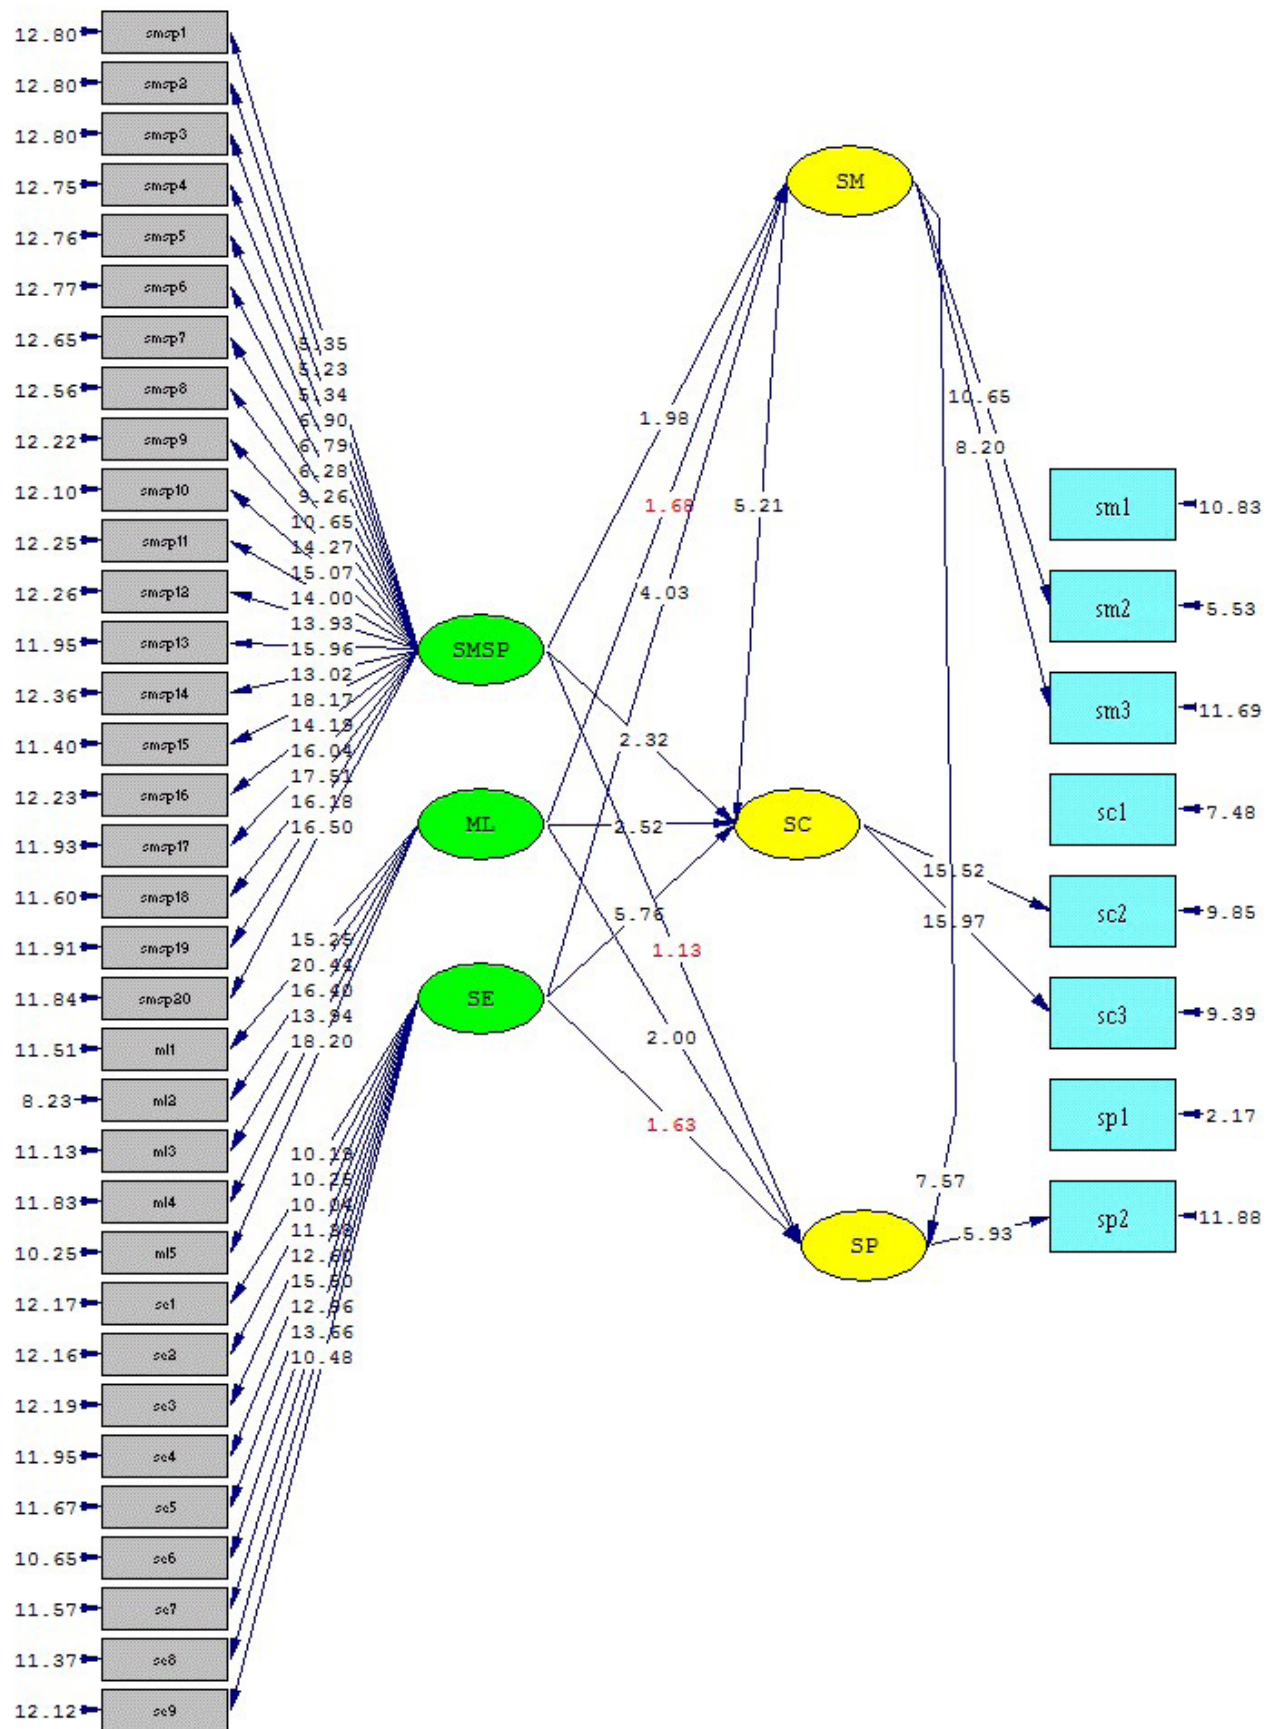 12.80 smsp1
12.80 smsp2
12.80 smsp3
12.75 smsp4
12.76 smsp5
12.77 smsp6
12.65 smsp7
12.56 smsp8
12.22 smsp9
12.10 smsp10
12.25 smsp11
12.26 smsp12
11.95 smsp13
12.36 smsp14
11.40 smsp15
12.23 smsp16
11.93 smsp17
11.60 smsp18
11.91 smsp19
11.84 smsp20
11.51 ml1
8.23 ml2
11.13 ml3
11.83 ml4
10.25 ml5
12.17 se1
12.16 se2
12.19 se3
11.95 se4
11.67 se5
10.65 se6
11.57 se7
11.37 se8
12.12 se9
5.35
5.23
5.34
6.90
6.79
6.28
9.26
10.65
14.27
15.07
14.00
13.93
15.96
13.02
18.17
14.19
16.04
17.51
16.18
16.50
15.25
20.44
16.40
13.94
18.20
10.19
10.25
10.04
12.60
15.80
12.96
13.66
10.48
SMSP
ML
SE
1.98
1.68
4.03
5.21
2.32
2.52
5.76
1.13
2.00
1.63
SM
SC
SP
10.65
8.20
15.52
15.97
7.57
5.93
sm1 10.83
sm2 5.53
sm3 11.69
sc1 7.48
sc2 9.85
sc3 9.39
sp1 2.17
sp2 11.88